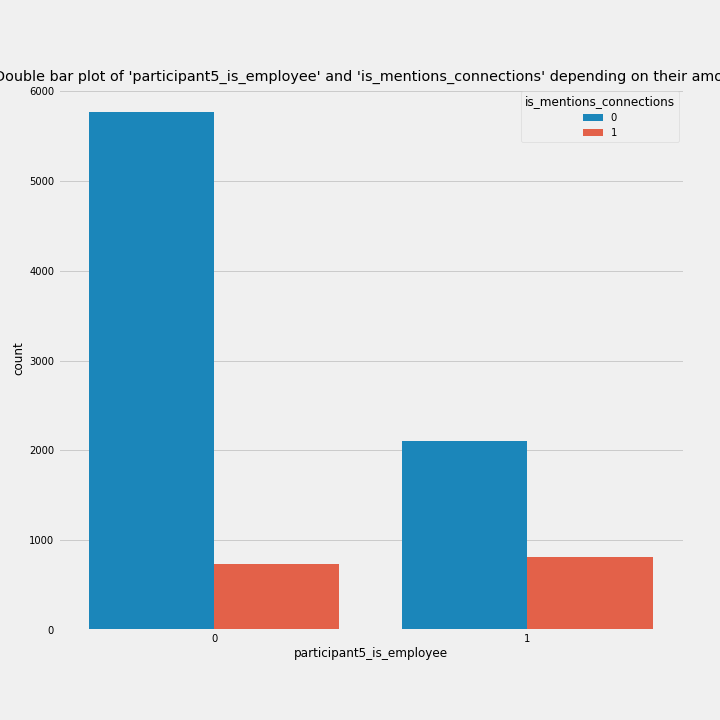 Double bar plot of 'participant5_is_employee' and 'is_mentions_connections' depending on their
is_mentions_connections
0
1
6000
5000
4000
3000
2000
1000
0
count
0 1
participant5_is_employee